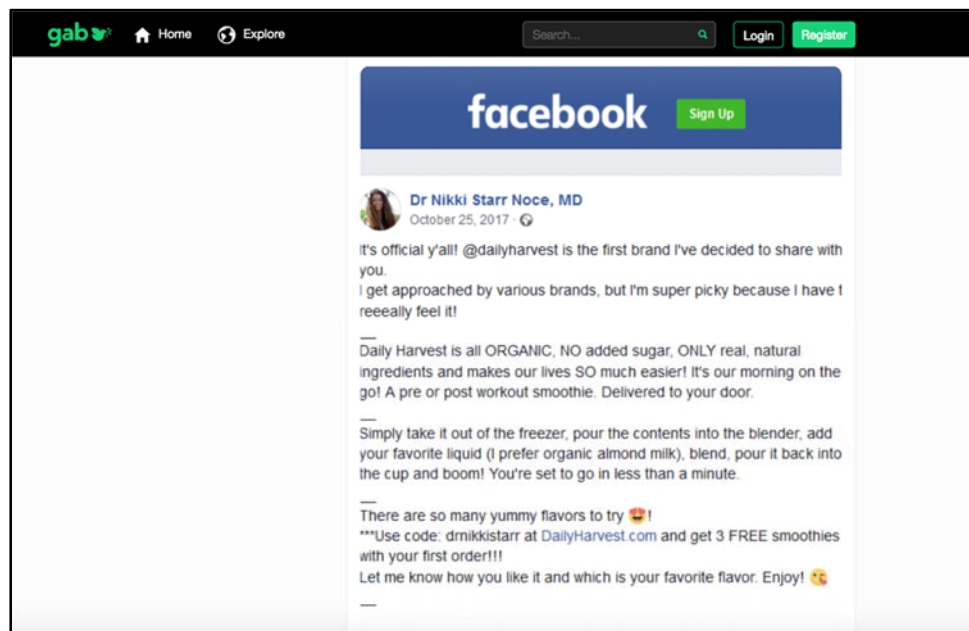 gab Home Explore Search... Login Register
facebook Sign Up
Dr Nikki Starr Noce, MD
October 25, 2017 ·
It's official y'all! @dailyharvest is the first brand I've decided to share with
you.
I get approached by various brands, but I'm super picky because I have t
reeeally feel it!
__
Daily Harvest is all ORGANIC, NO added sugar, ONLY real, natural
ingredients and makes our lives SO much easier! It's our morning on the
go! A pre or post workout smoothie. Delivered to your door.
__
Simply take it out of the freezer, pour the contents into the blender, add
your favorite liquid (I prefer organic almond milk), blend, pour it back into
the cup and boom! You're set to go in less than a minute.
__
There are so many yummy flavors to try 😍!
***Use code: drnikkistarr at DailyHarvest.com and get 3 FREE smoothies
with your first order!!!
Let me know how you like it and which is your favorite flavor. Enjoy! 😋
__